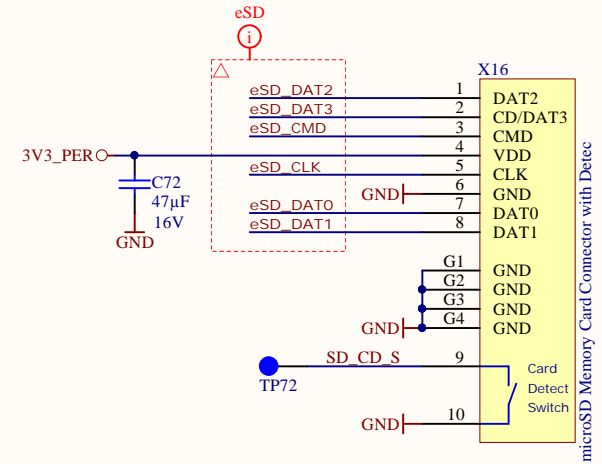 eSD
i
X16
eSD_DAT2 1 DAT2
eSD_DAT3 2 CD/DAT3
eSD_CMD 3 CMD
3V3_PER 4 VDD
eSD_CLK 5 CLK
GND 6 GND
eSD_DAT0 7 DAT0
eSD_DAT1 8 DAT1
C72
47µF
16V
GND
G1 GND
G2 GND
G3 GND
GND G4 GND
SD_CD_S 9
TP72
Card
Detect
Switch
GND 10
microSD Memory Card Connector with Detec